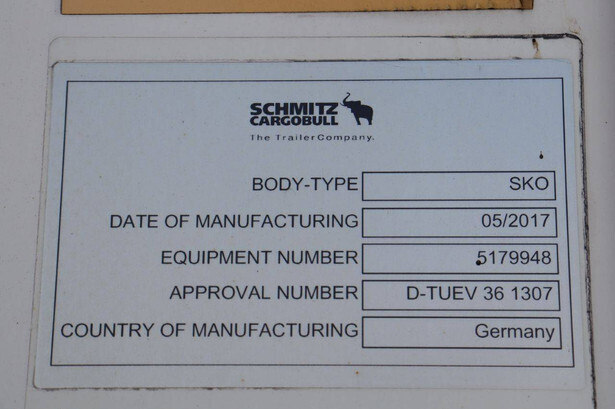 SCHMITZ
CARGOBULL
The TrailerCompany.
BODY-TYPE SKO
DATE OF MANUFACTURING 05/2017
EQUIPMENT NUMBER 5179948
APPROVAL NUMBER D-TUEV 36 1307
COUNTRY OF MANUFACTURING Germany